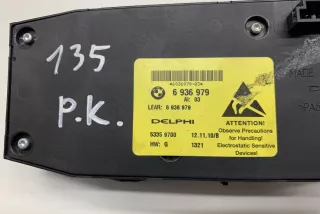 135
P.K.
6 936 979
AI: 03
LEAR: 6 936 979
DELPHI
5335 9700 12.11.10/B
HW: G 1321
ATTENTION!
Observe Precautions
for Handling!
Electrostatic Sensitive
Devices!
MADE